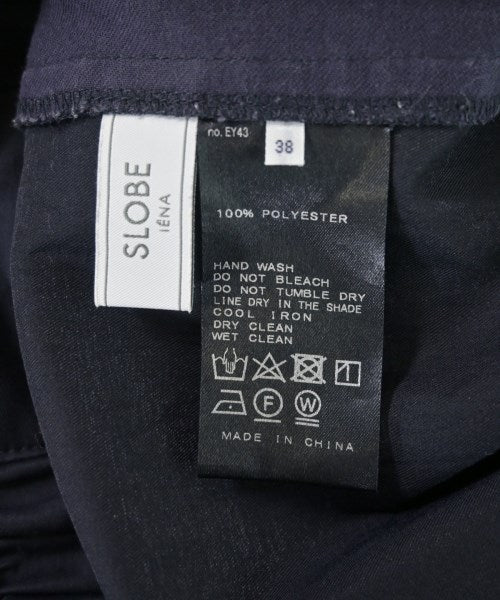 SLOBE
IÉNA
no. EY43
38
100% POLYESTER
HAND WASH
DO NOT BLEACH
DO NOT TUMBLE DRY
LINE DRY IN THE SHADE
COOL IRON
DRY CLEAN
WET CLEAN
F
W
MADE IN CHINA